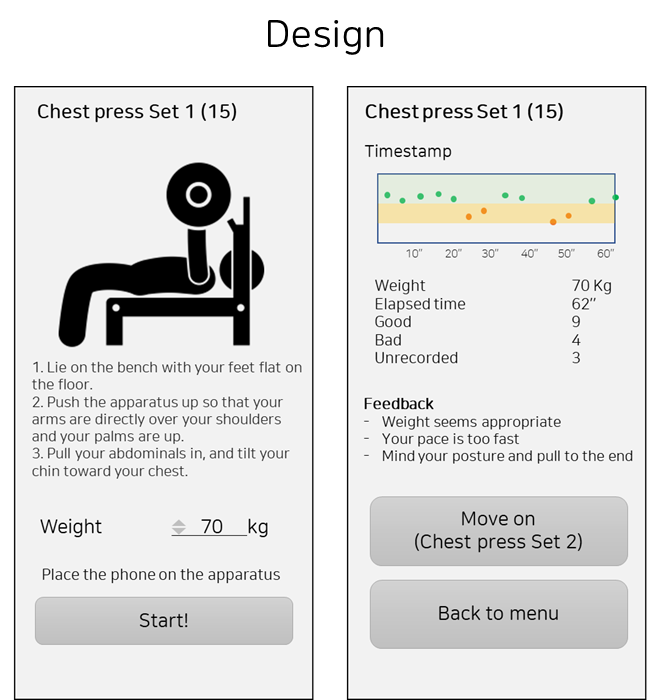 Design
Chest press Set 1 (15)
1. Lie on the bench with your feet flat on
the floor.
2. Push the apparatus up so that your
arms are directly over your shoulders
and your palms are up.
3. Pull your abdominals in, and tilt your
chin toward your chest.
Weight 70 kg
Place the phone on the apparatus
Start!
Chest press Set 1 (15)
Timestamp
10″ 20″ 30″ 40″ 50″ 60″
Weight 70 Kg
Elapsed time 62″
Good 9
Bad 4
Unrecorded 3
Feedback
- Weight seems appropriate
- Your pace is too fast
- Mind your posture and pull to the end
Move on
(Chest press Set 2)
Back to menu